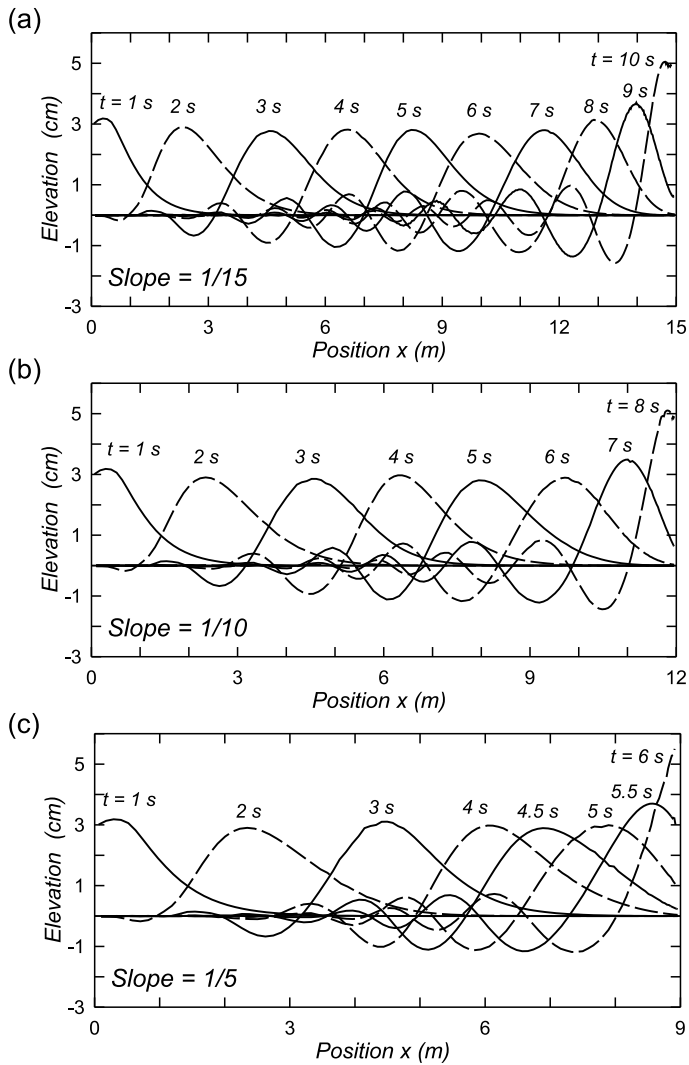 (a)
5
3
1
-1
-3
Elevation (cm)
t = 1 s
2 s
3 s
4 s
5 s
6 s
7 s
8 s
9 s
t = 10 s
Slope = 1/15
0
3
6
9
12
15
Position x (m)
(b)
5
3
1
-1
-3
Elevation (cm)
t = 1 s
2 s
3 s
4 s
5 s
6 s
7 s
t = 8 s
Slope = 1/10
0
3
6
9
12
Position x (m)
(c)
5
3
1
-1
-3
Elevation (cm)
t = 1 s
2 s
3 s
4 s
4.5 s
5 s
5.5 s
t = 6 s
Slope = 1/5
0
3
6
9
Position x (m)